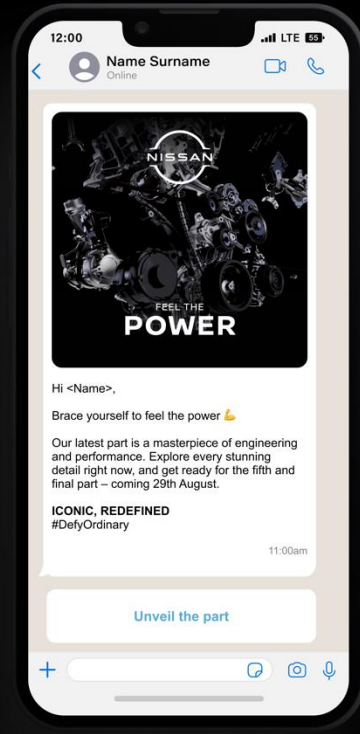 12:00
LTE 55
Name Surname
Online
NISSAN
FEEL THE
POWER
Hi <Name>,
Brace yourself to feel the power 💪
Our latest part is a masterpiece of engineering
and performance. Explore every stunning
detail right now, and get ready for the fifth and
final part – coming 29th August.
ICONIC, REDEFINED
#DefyOrdinary
11:00am
Unveil the part